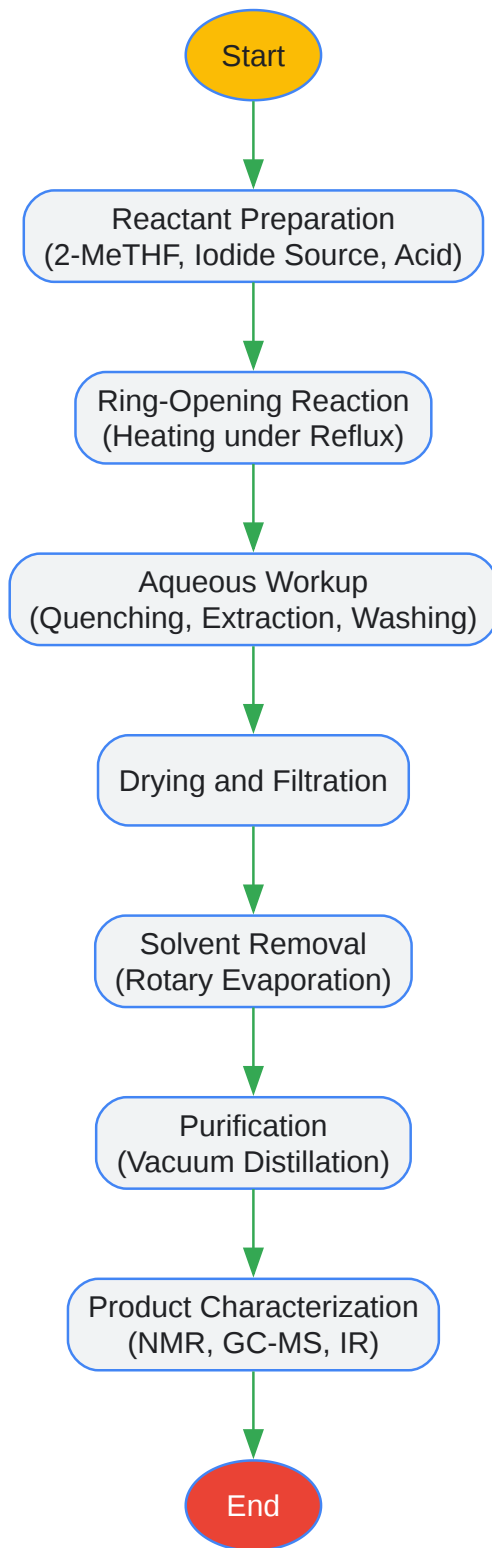 Start
Reactant Preparation
(2-MeTHF, Iodide Source, Acid)
Ring-Opening Reaction
(Heating under Reflux)
Aqueous Workup
(Quenching, Extraction, Washing)
Drying and Filtration
Solvent Removal
(Rotary Evaporation)
Purification
(Vacuum Distillation)
Product Characterization
(NMR, GC-MS, IR)
End